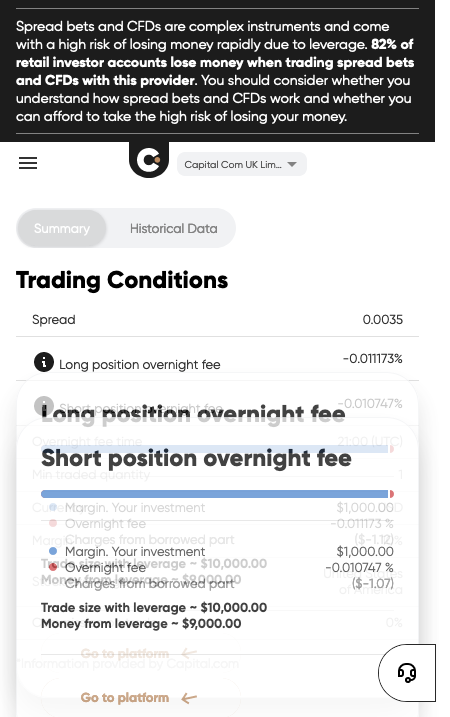 Spread bets and CFDs are complex instruments and come
with a high risk of losing money rapidly due to leverage. 82% of
retail investor accounts lose money when trading spread bets
and CFDs with this provider. You should consider whether you
understand how spread bets and CFDs work and whether you
can afford to take the high risk of losing your money.
Capital Com UK Lim...
Summary Historical Data
Trading Conditions
Spread 0.0035
Long position overnight fee -0.011173%
Short position overnight fee -0.010747%
Long position overnight fee
Overnight fee time 21:00 (UTC)
Short position overnight fee
Min traded quantity 1
Margin. Your investment $1,000.00
Overnight fee -0.011173 %
Charges from borrowed part ($-1.12)
Margin. Your investment $1,000.00
Trade size with leverage ~ $10,000.00
Overnight fee -0.010747 %
Money from leverage ~ $9,000.00
Charges from borrowed part ($-1.07)
Trade size with leverage ~ $10,000.00
Money from leverage ~ $9,000.00
0%
Go to platform
*Information provided by Capital.com
Go to platform